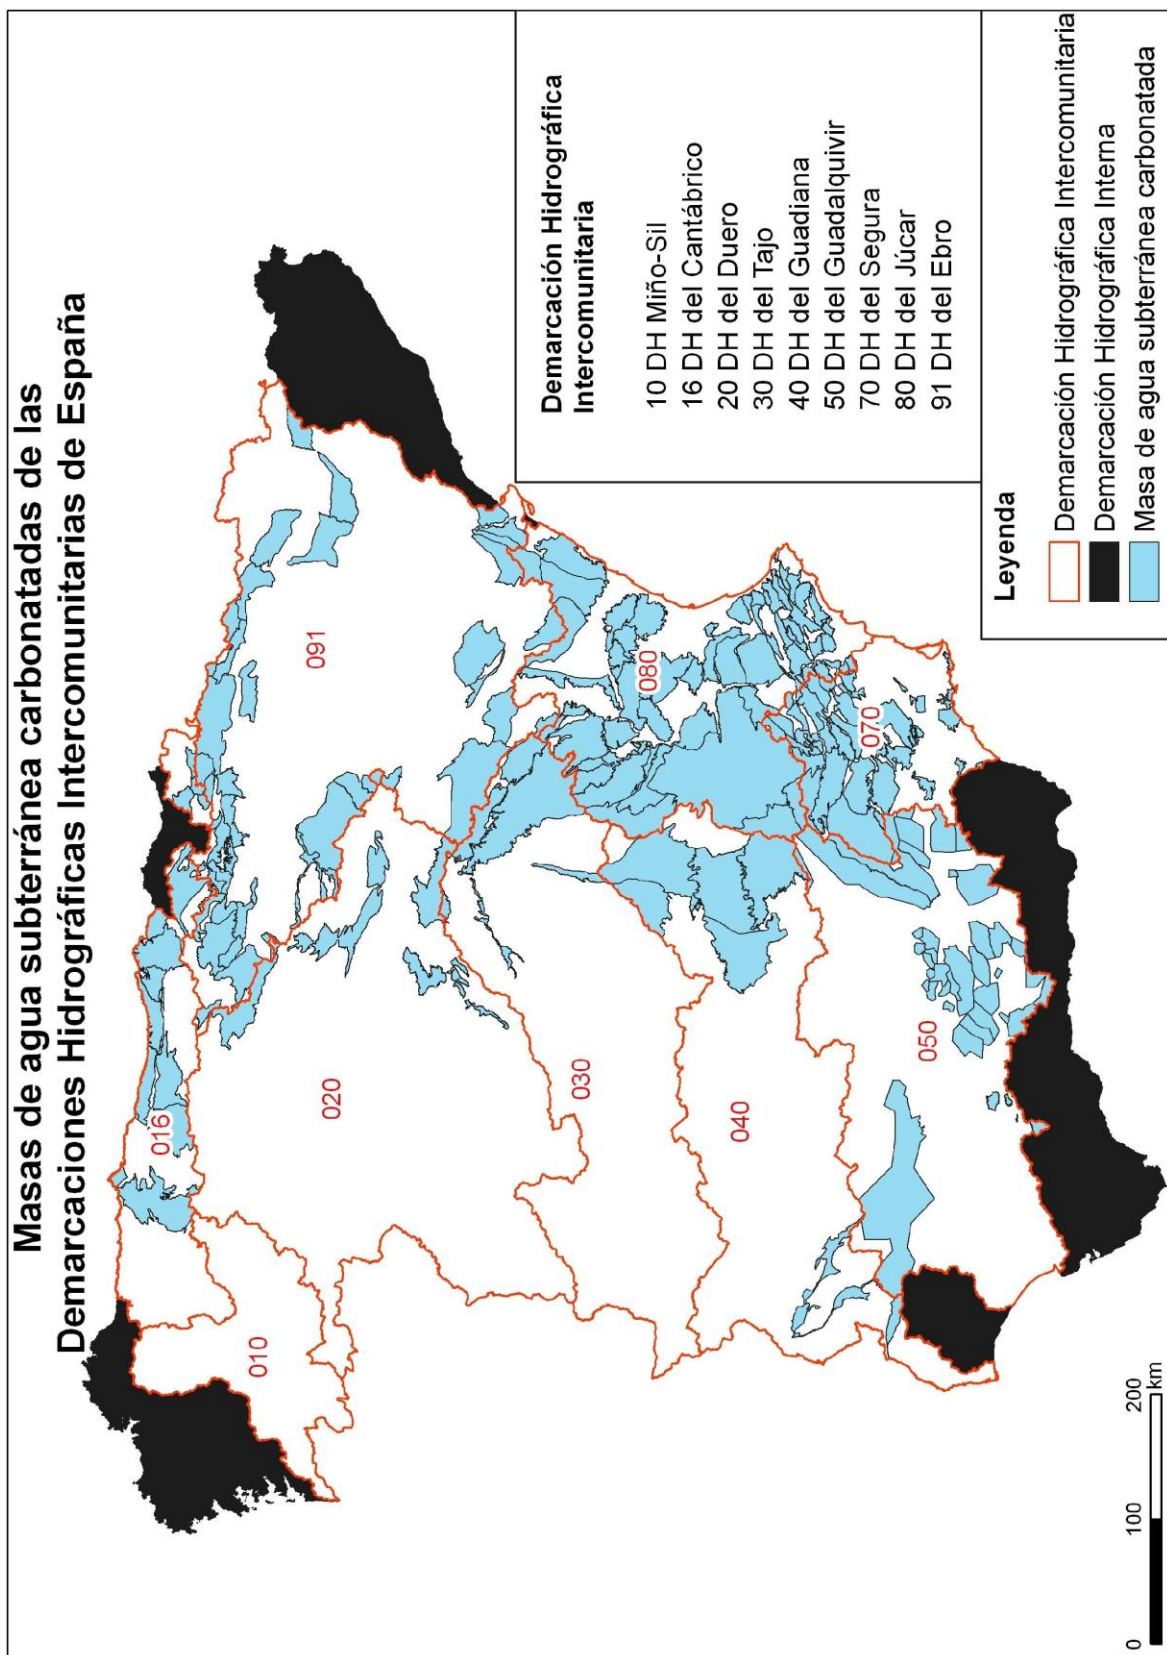 Masas de agua subterránea carbonatadas de las
Demarcaciones Hidrográficas Intercomunitarias de España
016
010
020
091
030
040
080
070
050
Demarcación Hidrográfica
Intercomunitaria
10 DH Miño-Sil
16 DH del Cantábrico
20 DH del Duero
30 DH del Tajo
40 DH del Guadiana
50 DH del Guadalquivir
70 DH del Segura
80 DH del Júcar
91 DH del Ebro
Leyenda
Demarcación Hidrográfica Intercomunitaria
Demarcación Hidrográfica Interna
Masa de agua subterránea carbonatada
0 100 200
km